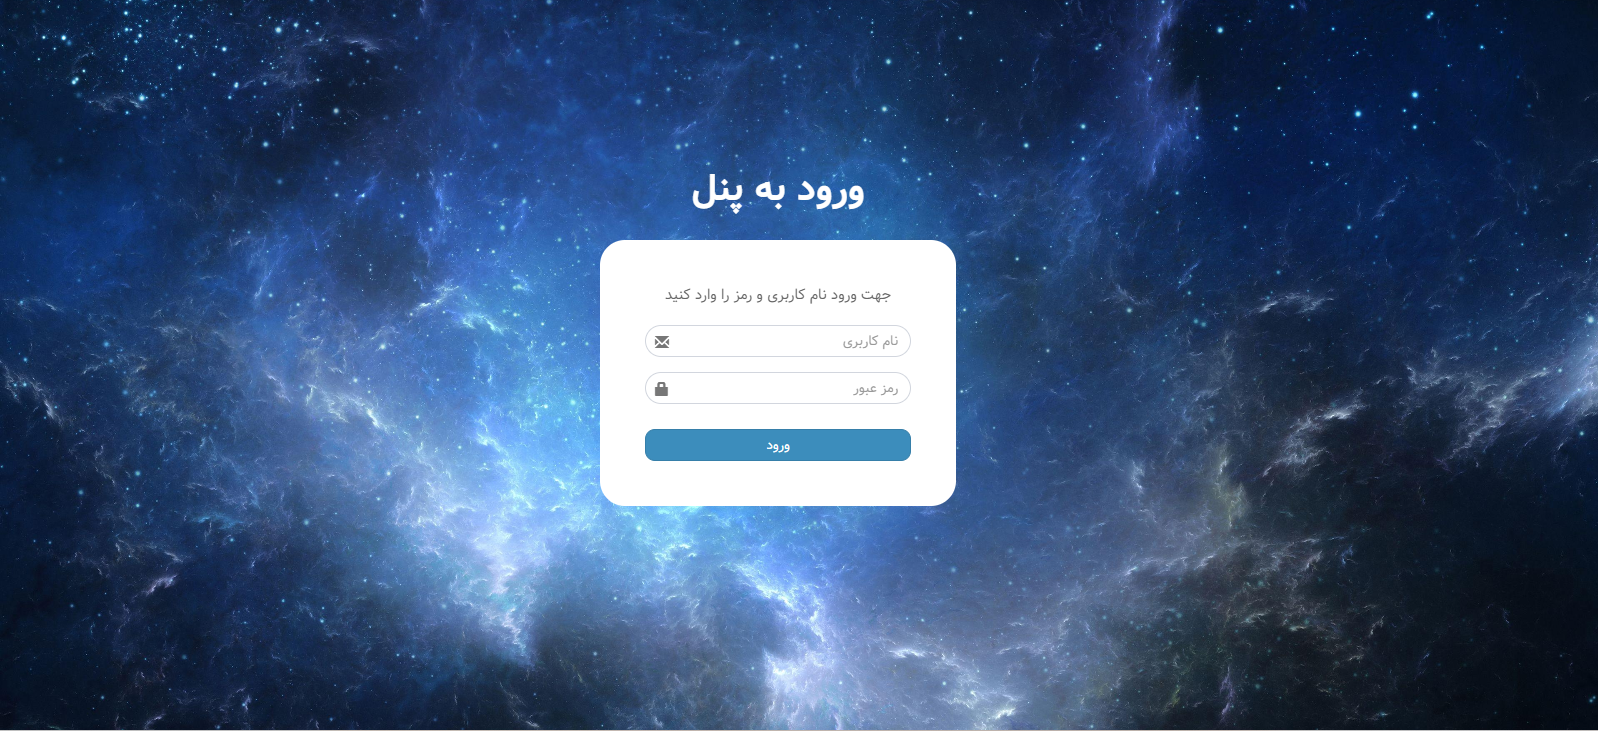 ورود به پنل
جهت ورود نام کاربری و رمز را وارد کنید
نام کاربری
رمز عبور
ورود